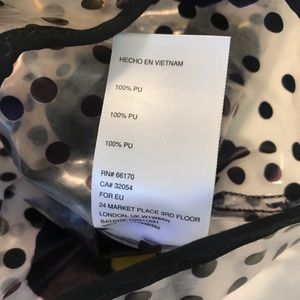 HECHO EN VIETNAM
100% PU
100% PU
100% PU
RN# 66170
CA# 32054
FOR EU
24 MARKET PLACE 3RD FLOOR
LONDON, UK W1W8AN